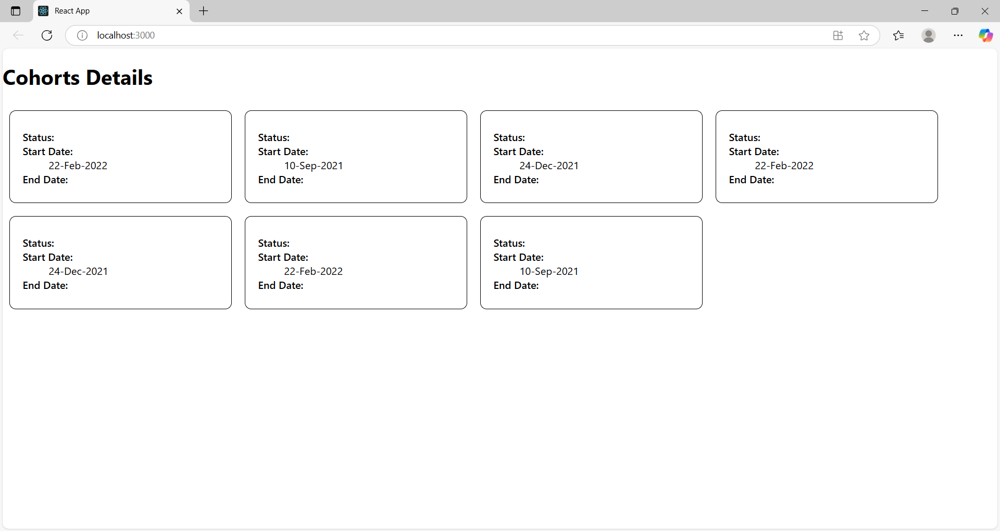 React App
localhost:3000
Cohorts Details
Status:
Start Date:
22-Feb-2022
End Date:
Status:
Start Date:
10-Sep-2021
End Date:
Status:
Start Date:
24-Dec-2021
End Date:
Status:
Start Date:
22-Feb-2022
End Date:
Status:
Start Date:
24-Dec-2021
End Date:
Status:
Start Date:
22-Feb-2022
End Date:
Status:
Start Date:
10-Sep-2021
End Date: